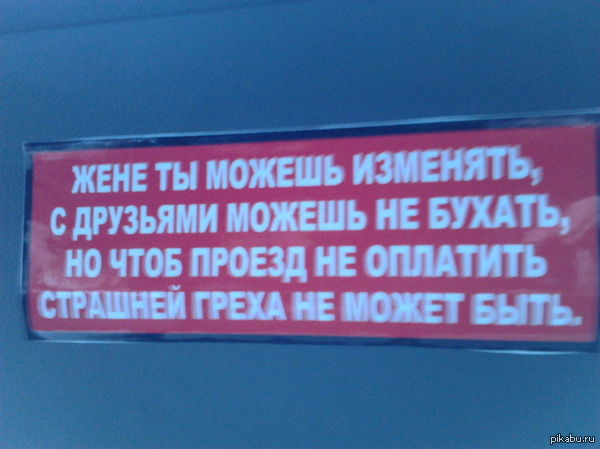 ЖЕНЕ ТЫ МОЖЕШЬ ИЗМЕНЯТЬ,
С ДРУЗЬЯМИ МОЖЕШЬ НЕ БУХАТЬ,
НО ЧТОБ ПРОЕЗД НЕ ОПЛАТИТЬ
СТРАШНЕЙ ГРЕХА НЕ МОЖЕТ БЫТЬ.
pikabu.ru